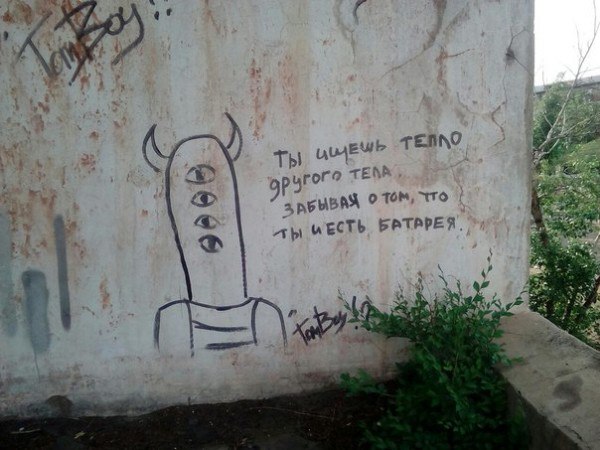 "TomBoy"
ТЫ ИЩЕШЬ ТЕПЛО
ДРУГОГО ТЕЛА.
ЗАБЫВАЯ О ТОМ, ЧТО
ТЫ И ЕСТЬ БАТАРЕЯ.
"TomBoy"